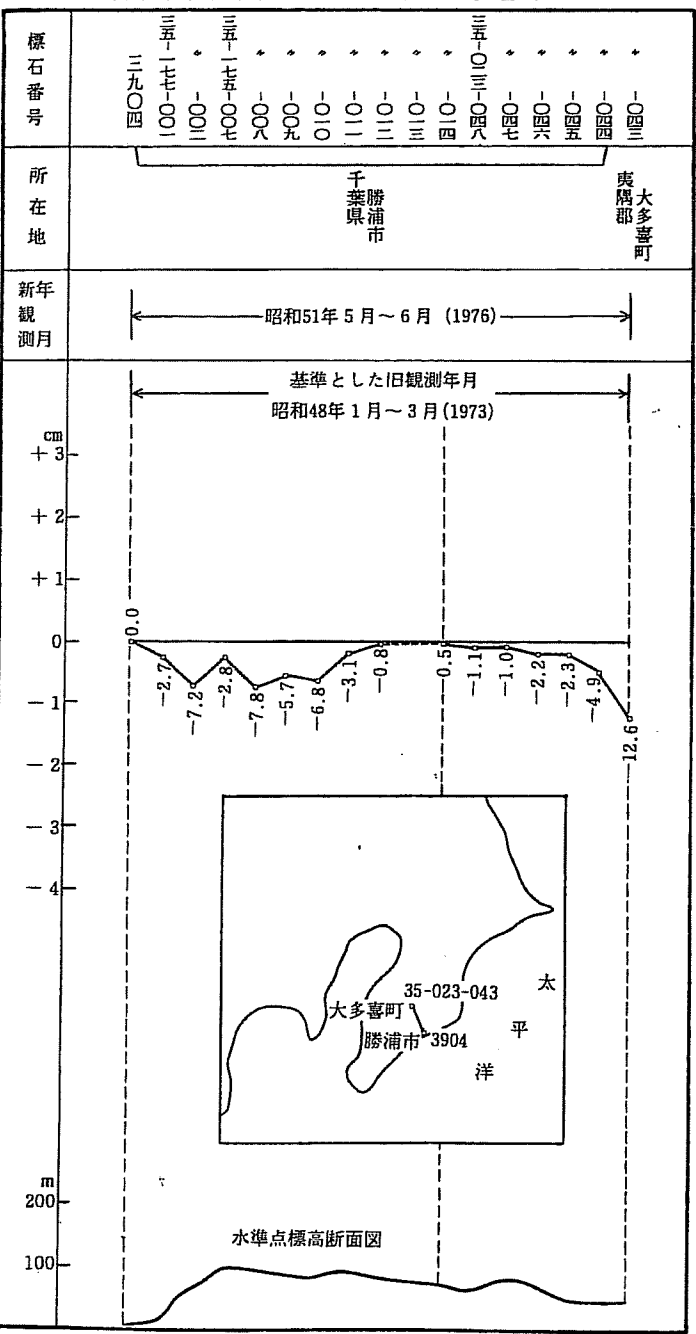 標石番号
三九〇四
三五-一七七-〇〇一
〃 -〇〇二
三五-一七五-〇〇七
〃 -〇〇八
〃 -〇〇九
〃 -〇一〇
〃 -〇一一
〃 -〇一二
〃 -〇一三
〃 -〇一四
三五-〇二三-〇四八
〃 -〇四七
〃 -〇四六
〃 -〇四五
〃 -〇四四
〃 -〇四三
所在地
千葉県
勝浦市
夷隅郡
大多喜町
新年
観
測月
昭和51年5月～6月 (1976)
基準とした旧観測年月
昭和48年1月～3月(1973)
cm
+3
+2
+1
0
-1
-2
-3
-4
0.0
-2.7
-7.2
-2.8
-7.8
-5.7
-6.8
-3.1
-0.8
-0.5
-1.1
-1.0
-2.2
-2.3
-4.9
-12.6
35-023-043
大多喜町
勝浦市
3904
太平洋
m
200
100
水準点標高断面図